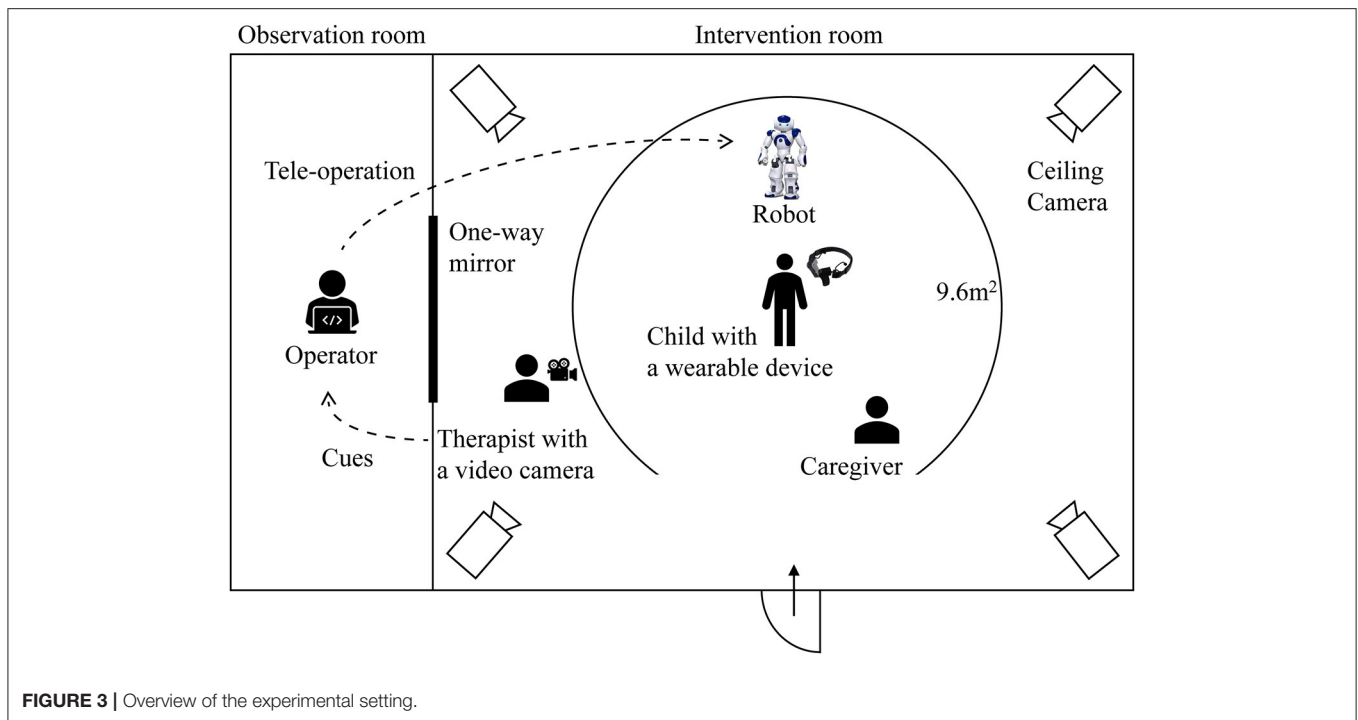 Observation room
Intervention room
Tele-operation
One-way
mirror
Robot
Ceiling
Camera
9.6m²
</>
Operator
Child with
a wearable device
Cues
Therapist with
a video camera
Caregiver
FIGURE 3 | Overview of the experimental setting.